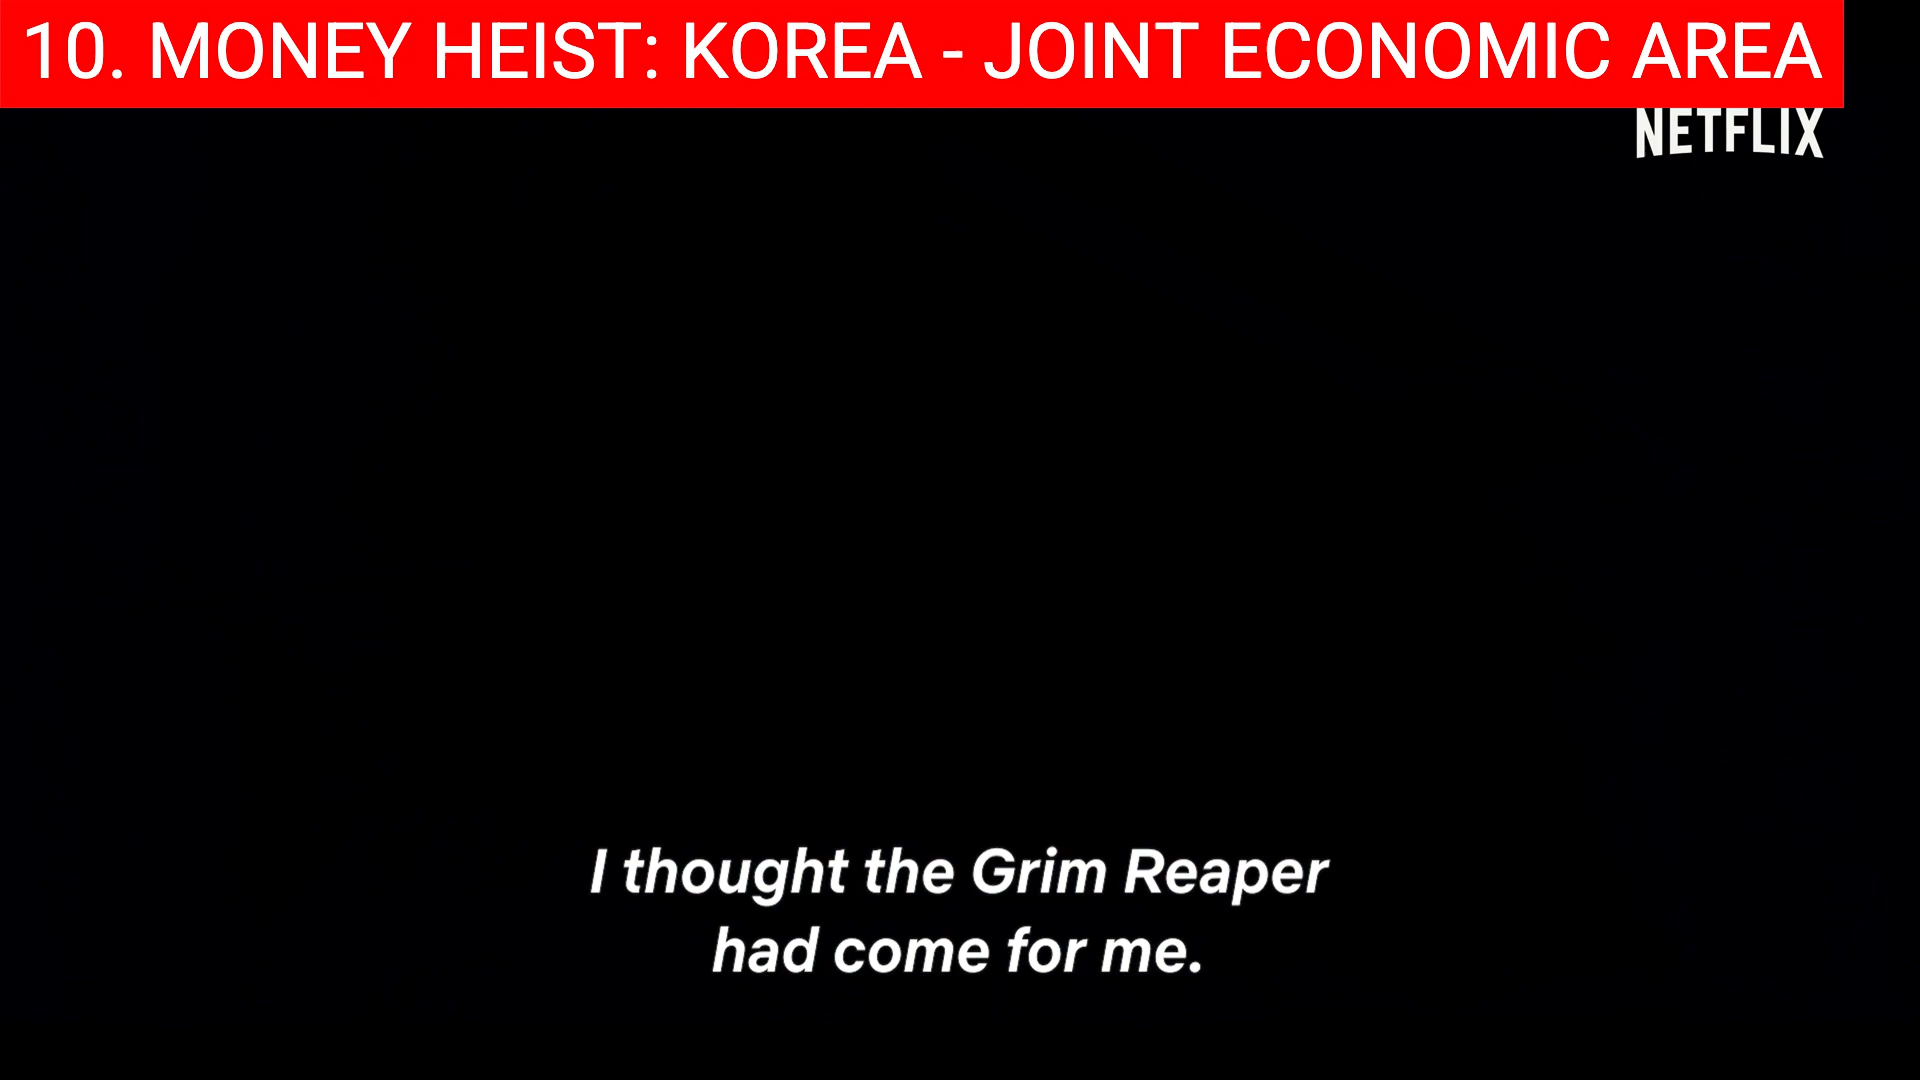 10. MONEY HEIST: KOREA - JOINT ECONOMIC AREA
NETFLIX
I thought the Grim Reaper
had come for me.